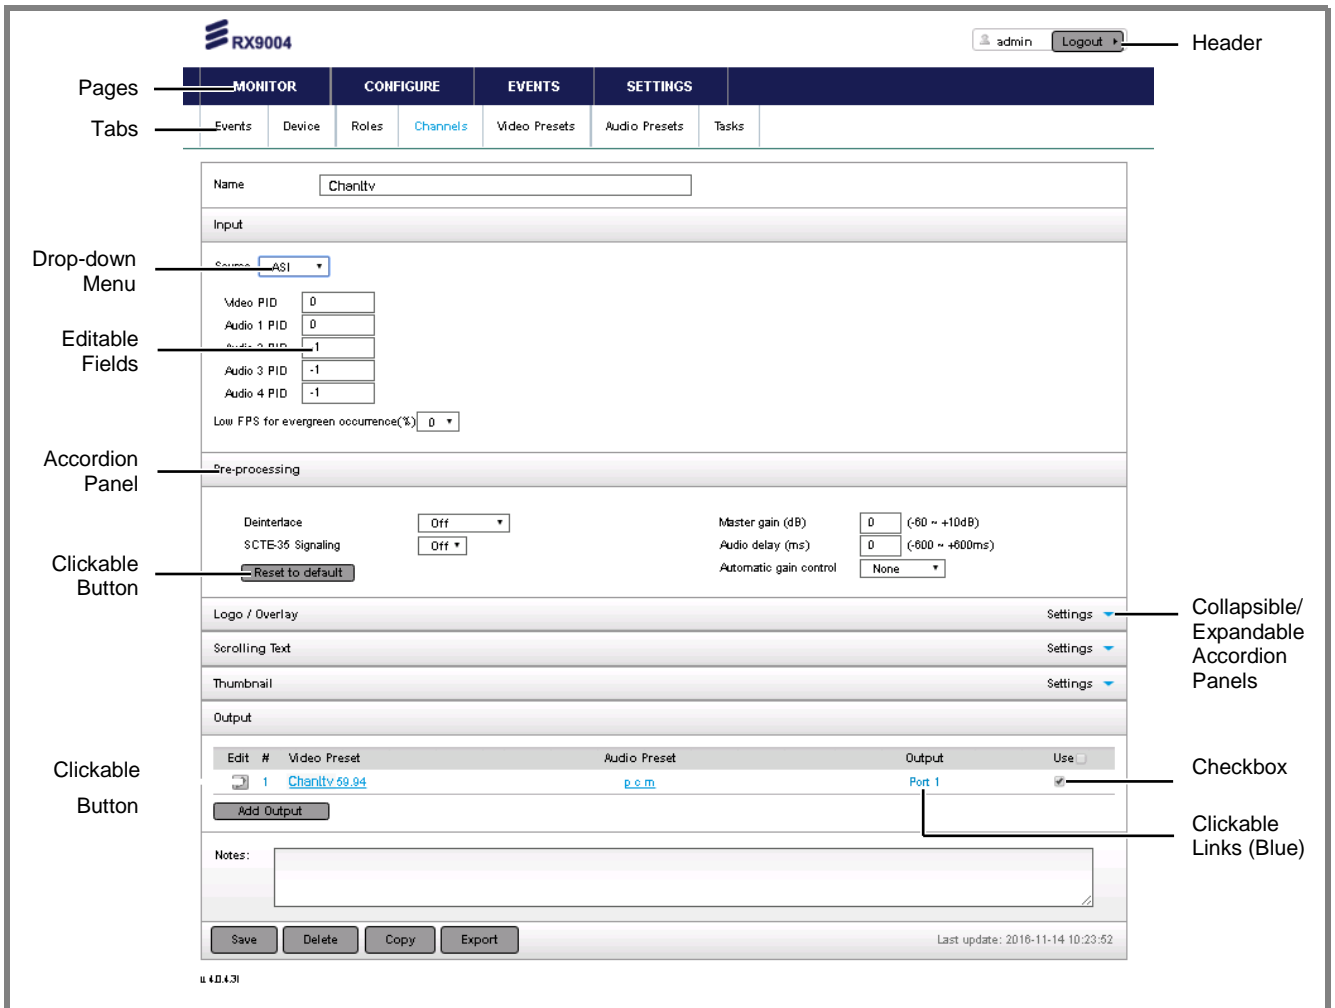 RX9004
admin
Logout
Header
Pages
MONITOR CONFIGURE EVENTS SETTINGS
Tabs
Events Device Roles Channels Video Presets Audio Presets Tasks
Name Chanltv
Input
Drop-down
Menu
Source ASI
Video PID 0
Audio 1 PID 0
Editable
Fields
Audio 2 PID -1
Audio 3 PID -1
Audio 4 PID -1
Low FPS for evergreen occurrence(%) 0
Accordion
Panel
Pre-processing
Deinterlace Off
Master gain (dB) 0 (-60 ~ +10dB)
SCTE-35 Signaling Off
Audio delay (ms) 0 (-600 ~ +600ms)
Clickable
Button
Reset to default
Automatic gain control None
Logo / Overlay Settings
Collapsible/
Expandable
Accordion
Panels
Scrolling Text Settings
Thumbnail Settings
Output
Edit # Video Preset Audio Preset Output Use
1 Chanltv 59.94 p c m Port 1
Clickable
Button
Checkbox
Add Output
Clickable
Links (Blue)
Notes:
Save Delete Copy Export
Last update: 2016-11-14 10:23:52